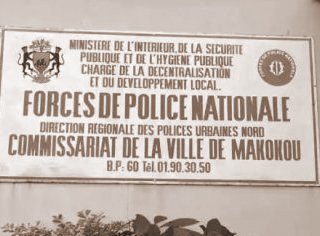 MINISTERE DE L'INTERIEUR, DE LA SECURITE
PUBLIQUE ET DE L'HYGIENE PUBLIQUE
CHARGE DE LA DECENTRALISATION
ET DU DEVELOPPEMENT LOCAL.
FORCES DE POLICE NATIONALE
DIRECTION REGIONALE DES POLICES URBAINES NORD
COMMISSARIAT DE LA VILLE DE MAKOKOU
B.P: 60 Tél.01.90.30.50